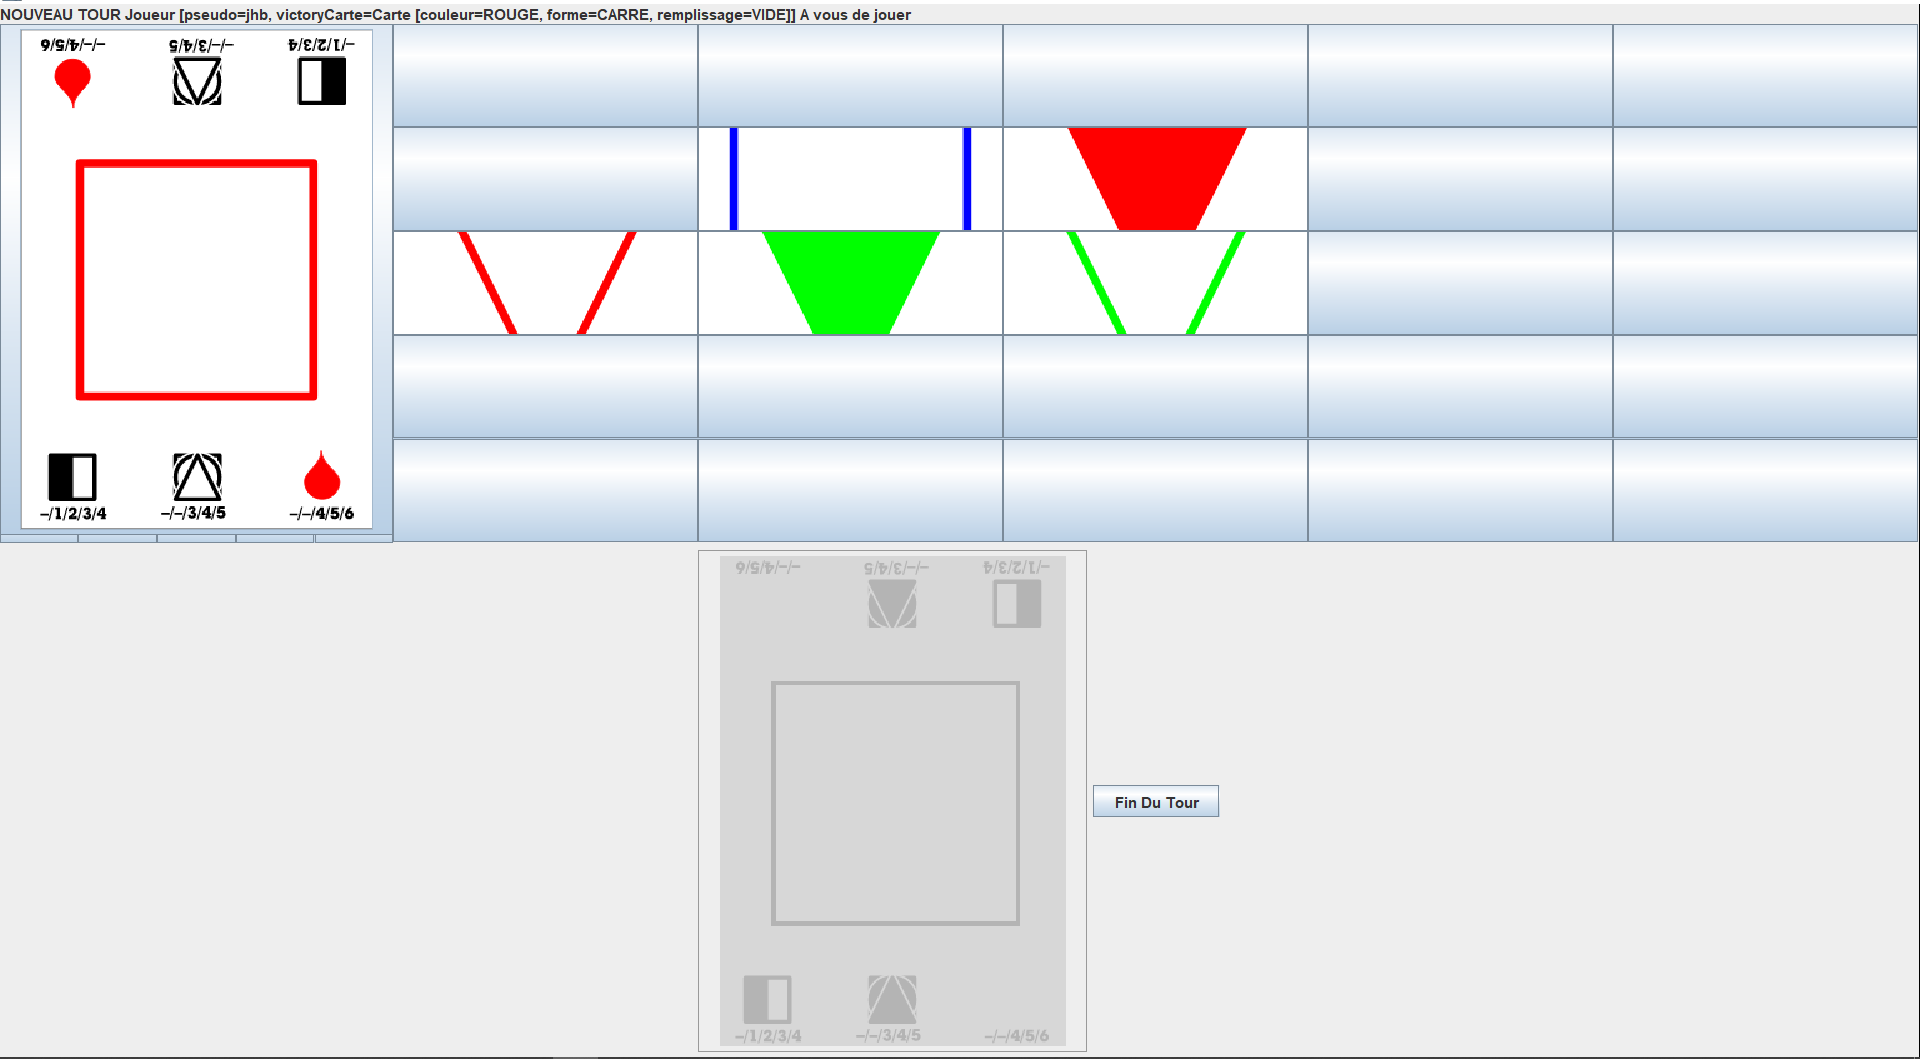 NOUVEAU TOUR Joueur [pseudo=jhb, victoryCarte=Carte [couleur=ROUGE, forme=CARRE, remplissage=VIDE]] A vous de jouer
–/–/4/5/6 –/–/3/4/5 –/1/2/3/4
–/1/2/3/4 –/–/3/4/5 –/–/4/5/6
–/–/4/5/6 –/–/3/4/5 –/1/2/3/4
Fin Du Tour
–/1/2/3/4 –/–/3/4/5 –/–/4/5/6